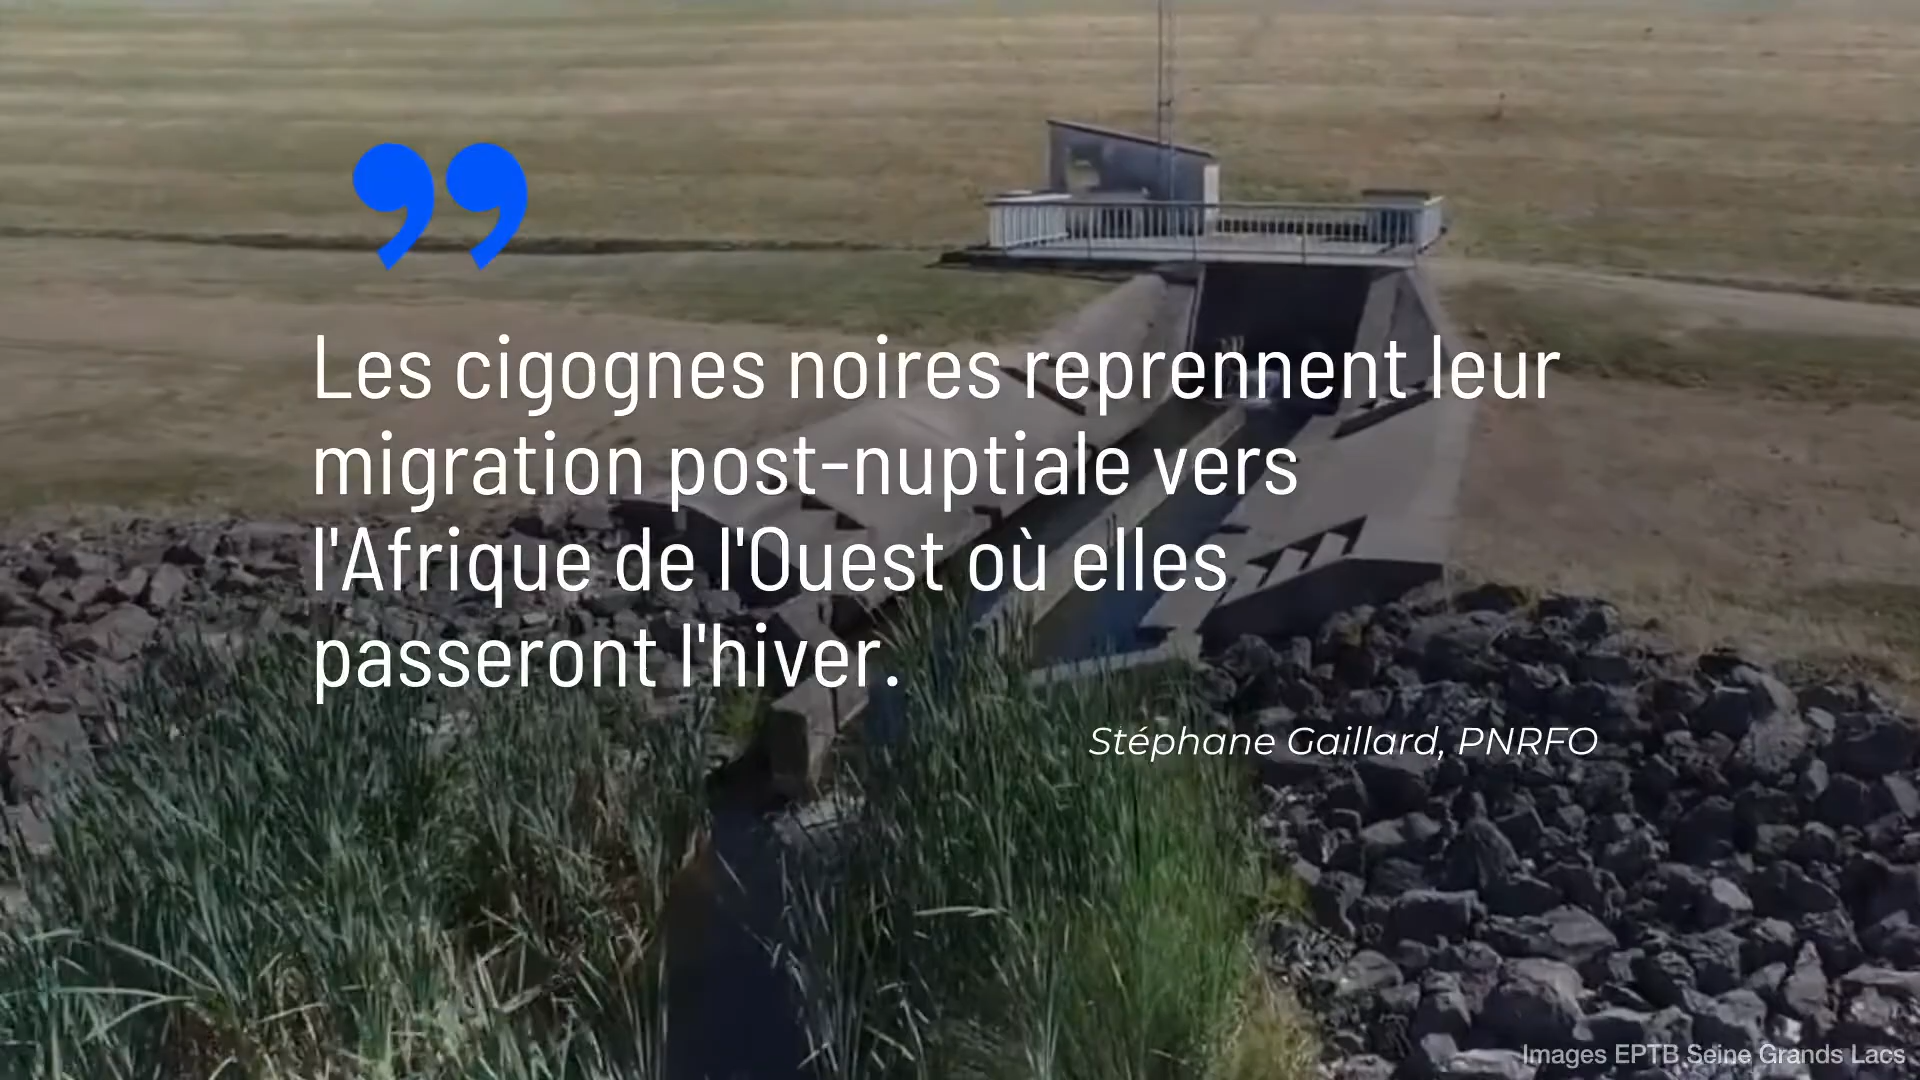 ”
Les cigognes noires reprennent leur
migration post-nuptiale vers
l'Afrique de l'Ouest où elles
passeront l'hiver.
Stéphane Gaillard, PNRFO
Images EPTB Seine Grands Lacs